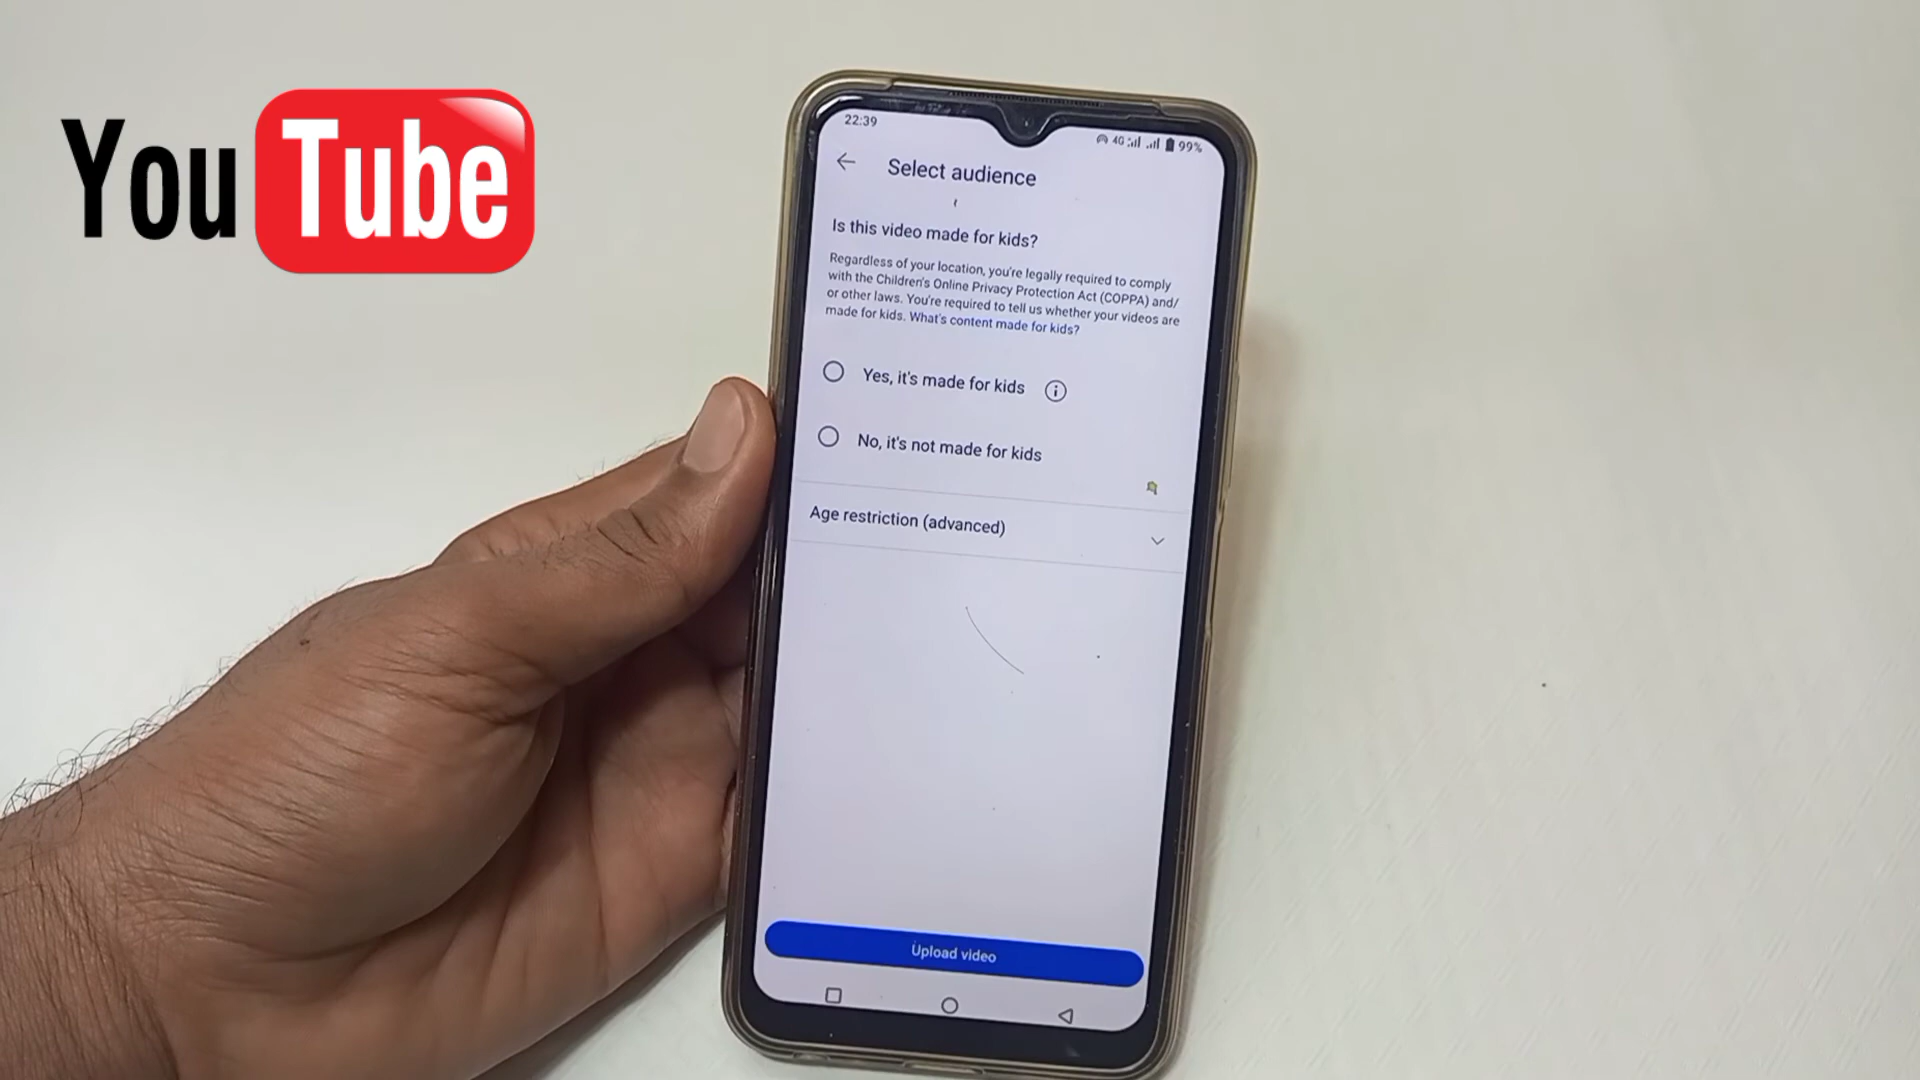 YouTube
22:39
4G 99%
Select audience
Is this video made for kids?
Regardless of your location, you're legally required to comply
with the Children's Online Privacy Protection Act (COPPA) and/
or other laws. You're required to tell us whether your videos are
made for kids. What's content made for kids?
Yes, it's made for kids
No, it's not made for kids
Age restriction (advanced)
Upload video